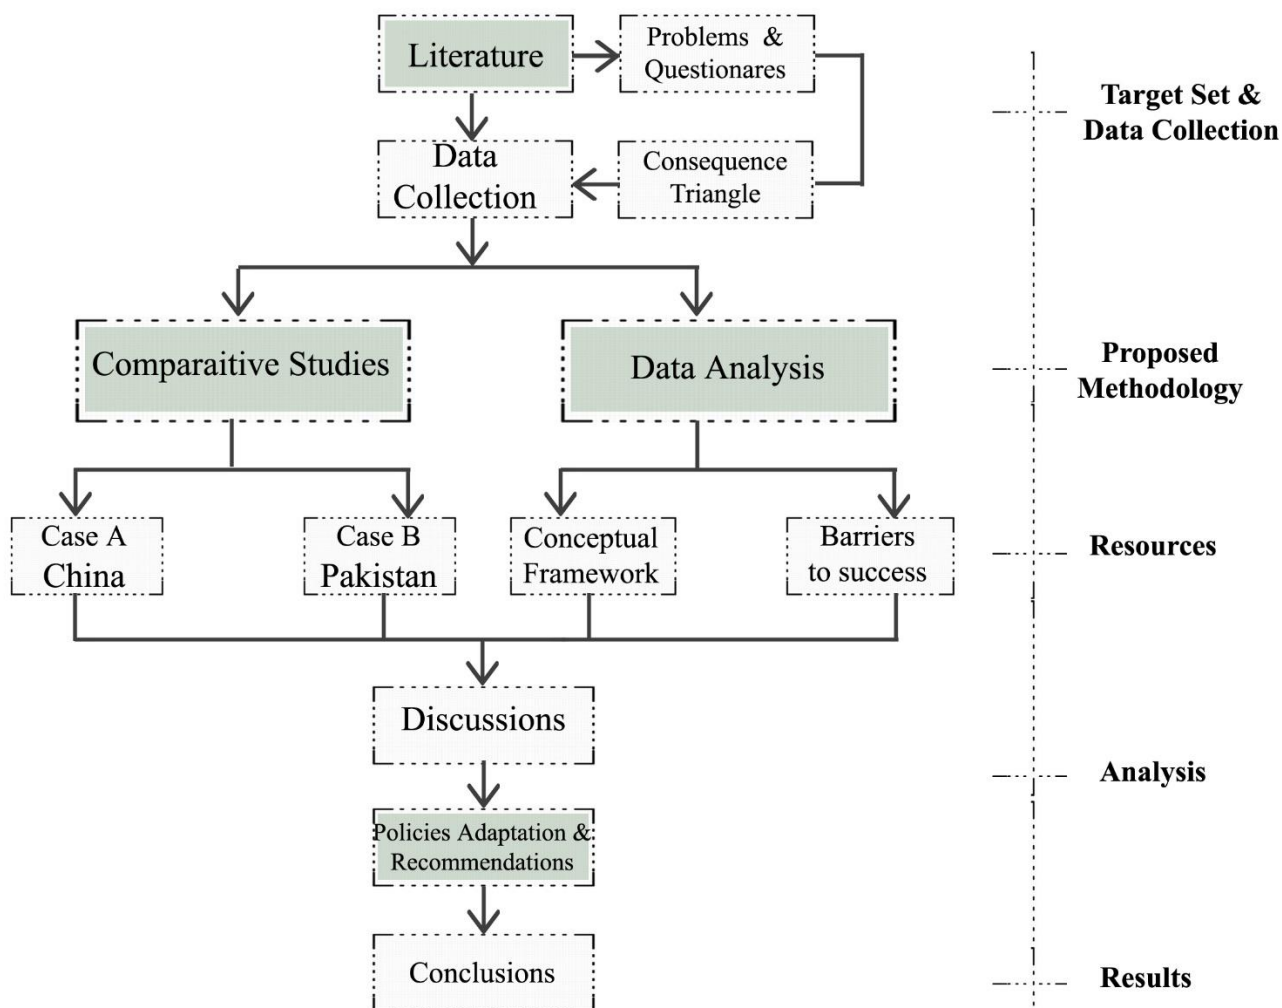 Literature
Problems &
Questionares
Target Set &
Data Collection
Data
Collection
Consequence
Triangle
Comparaitive Studies
Data Analysis
Proposed
Methodology
Case A
China
Case B
Pakistan
Conceptual
Framework
Barriers
to success
Resources
Discussions
Analysis
Policies Adaptation &
Recommendations
Conclusions
Results